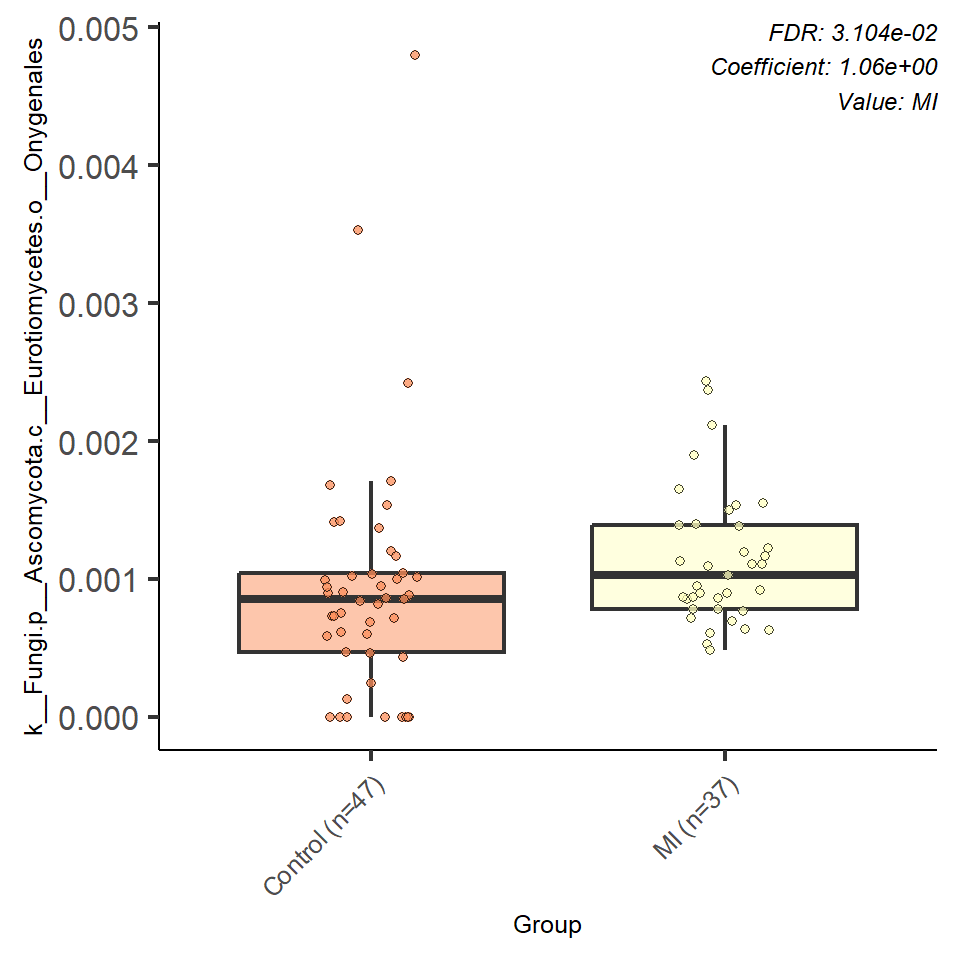 FDR: 3.104e-02
Coefficient: 1.06e+00
Value: MI
k__Fungi.p__Ascomycota.c__Eurotiomycetes.o__Onygenales
0.005
0.004
0.003
0.002
0.001
0.000
Control (n=47)
MI (n=37)
Group